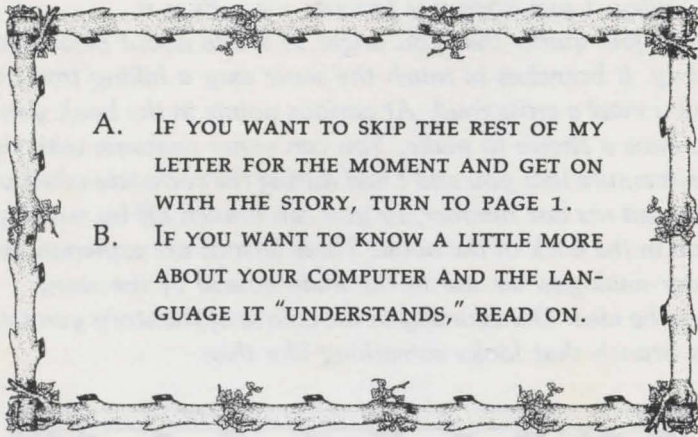 A. IF YOU WANT TO SKIP THE REST OF MY
LETTER FOR THE MOMENT AND GET ON
WITH THE STORY, TURN TO PAGE 1.
B. IF YOU WANT TO KNOW A LITTLE MORE
ABOUT YOUR COMPUTER AND THE LAN-
GUAGE IT "UNDERSTANDS," READ ON.